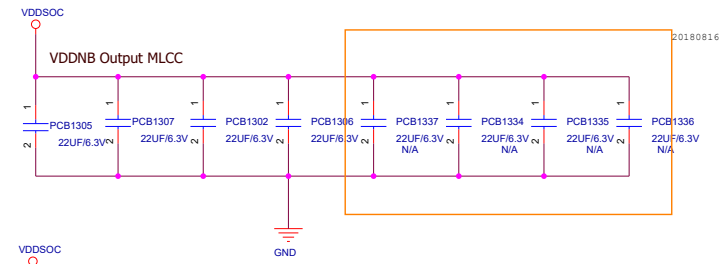 VDDSOC
20180816
VDDNB Output MLCC
1 1 1 1 1 1 1 1
PCB1305 PCB1307 PCB1302 PCB1306 PCB1337 PCB1334 PCB1335 PCB1336
22UF/6.3V 22UF/6.3V 22UF/6.3V 22UF/6.3V 22UF/6.3V 22UF/6.3V 22UF/6.3V 22UF/6.3V
2 2 2 2 2 2 2 2
N/A N/A N/A N/A
GND
VDDSOC